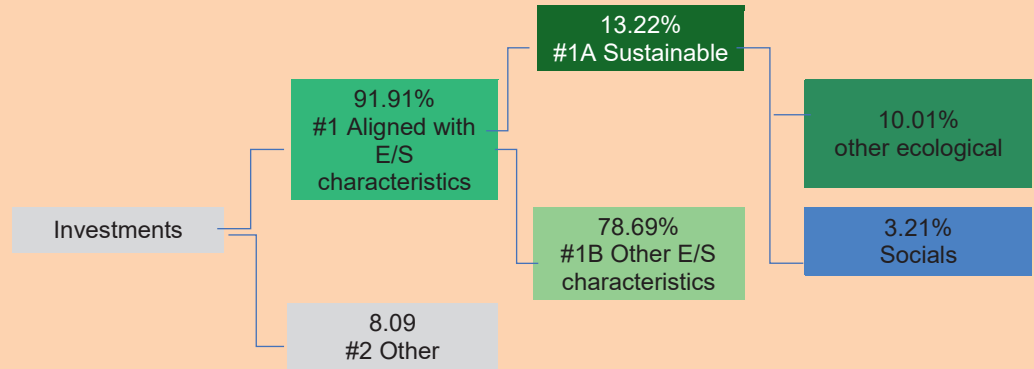 13.22%
#1A Sustainable
91.91%
#1 Aligned with
E/S
characteristics
10.01%
other ecological
Investments
78.69%
#1B Other E/S
characteristics
3.21%
Socials
8.09
#2 Other